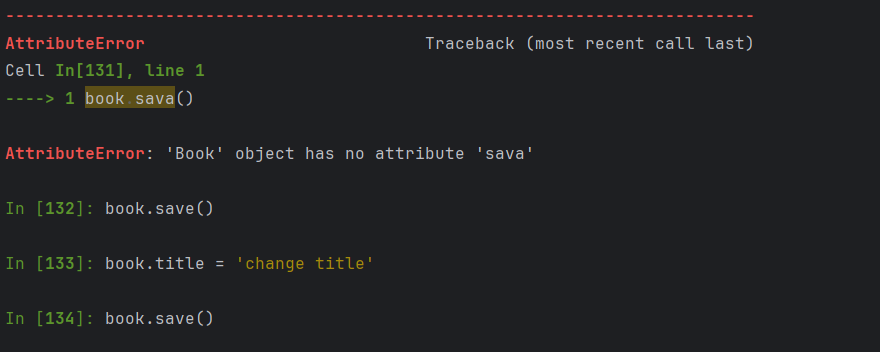 ---------------------------------------------------------------------------
AttributeError                            Traceback (most recent call last)
Cell In[131], line 1
----> 1 book.sava()
AttributeError: 'Book' object has no attribute 'sava'
In [132]: book.save()
In [133]: book.title = 'change title'
In [134]: book.save()